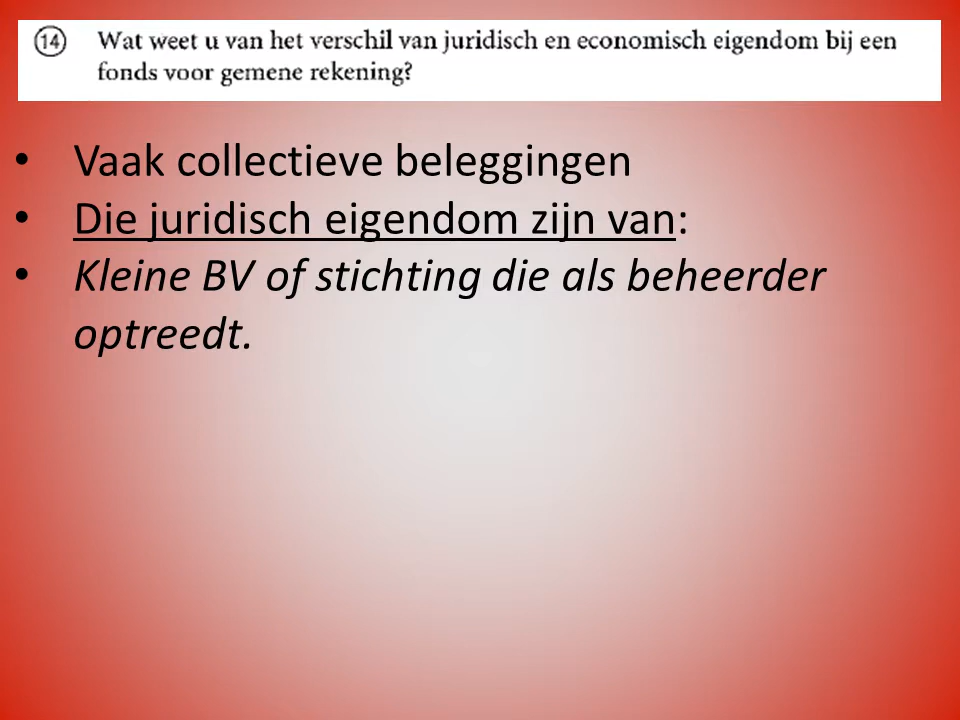 14 Wat weet u van het verschil van juridisch en economisch eigendom bij een
fonds voor gemene rekening?
• Vaak collectieve beleggingen
• Die juridisch eigendom zijn van:
• Kleine BV of stichting die als beheerder
optreedt.